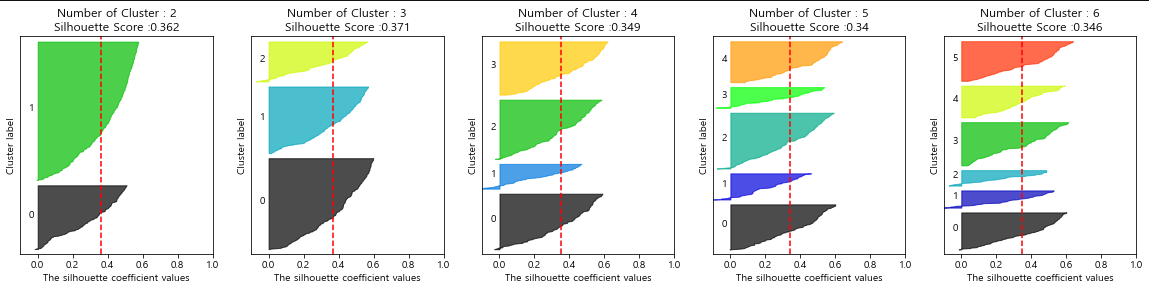 Number of Cluster : 2
Silhouette Score :0.362
Cluster label
1
0
0.0 0.2 0.4 0.6 0.8 1.0
The silhouette coefficient values
Number of Cluster : 3
Silhouette Score :0.371
Cluster label
2
1
0
0.0 0.2 0.4 0.6 0.8 1.0
The silhouette coefficient values
Number of Cluster : 4
Silhouette Score :0.349
Cluster label
3
2
1
0
0.0 0.2 0.4 0.6 0.8 1.0
The silhouette coefficient values
Number of Cluster : 5
Silhouette Score :0.34
Cluster label
4
3
2
1
0
0.0 0.2 0.4 0.6 0.8 1.0
The silhouette coefficient values
Number of Cluster : 6
Silhouette Score :0.346
Cluster label
5
4
3
2
1
0
0.0 0.2 0.4 0.6 0.8 1.0
The silhouette coefficient values